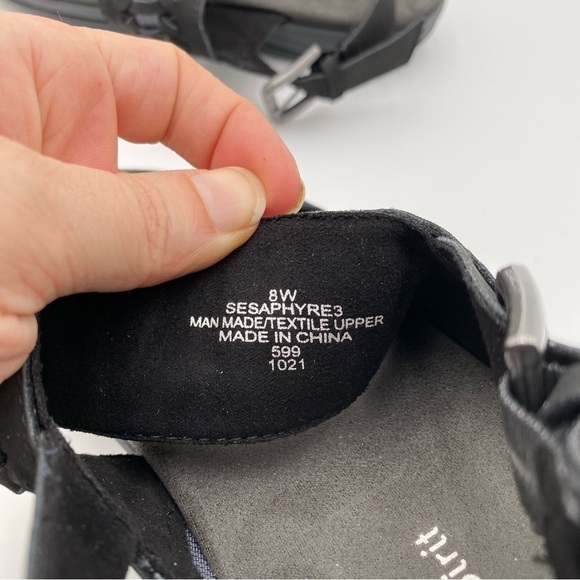 8W
SESAPHYRE3
MAN MADE/TEXTILE UPPER
MADE IN CHINA
599
1021